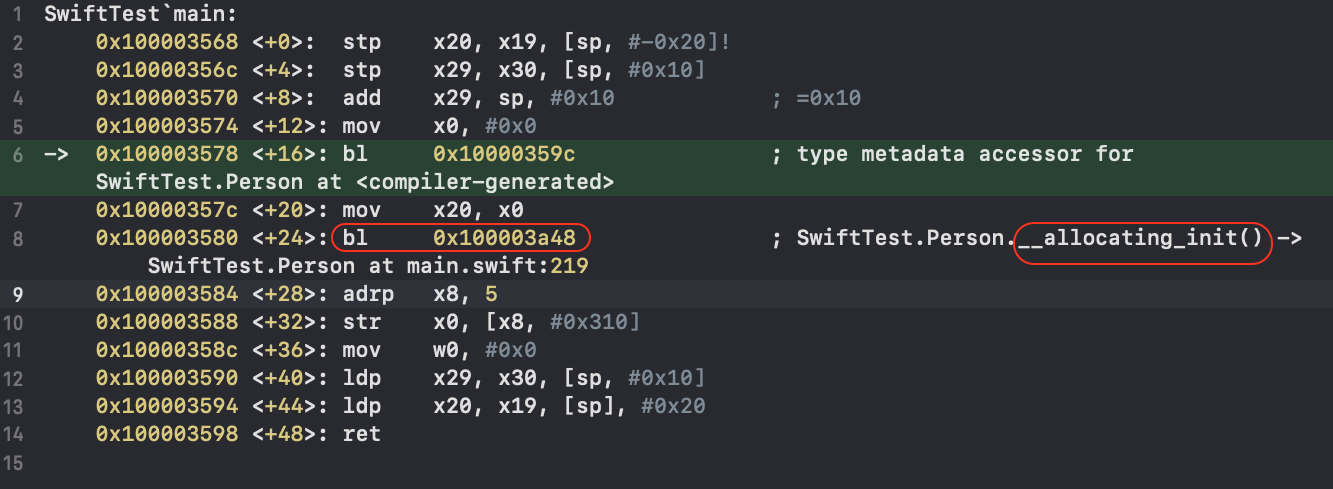 1 SwiftTest`main:
2 0x100003568 <+0>: stp x20, x19, [sp, #-0x20]!
3 0x10000356c <+4>: stp x29, x30, [sp, #0x10]
4 0x100003570 <+8>: add x29, sp, #0x10 ; =0x10
5 0x100003574 <+12>: mov x0, #0x0
6 -> 0x100003578 <+16>: bl 0x10000359c ; type metadata accessor for
SwiftTest.Person at <compiler-generated>
7 0x10000357c <+20>: mov x20, x0
8 0x100003580 <+24>: bl 0x100003a48 ; SwiftTest.Person.__allocating_init() ->
SwiftTest.Person at main.swift:219
9 0x100003584 <+28>: adrp x8, 5
10 0x100003588 <+32>: str x0, [x8, #0x310]
11 0x10000358c <+36>: mov w0, #0x0
12 0x100003590 <+40>: ldp x29, x30, [sp, #0x10]
13 0x100003594 <+44>: ldp x20, x19, [sp], #0x20
14 0x100003598 <+48>: ret
15